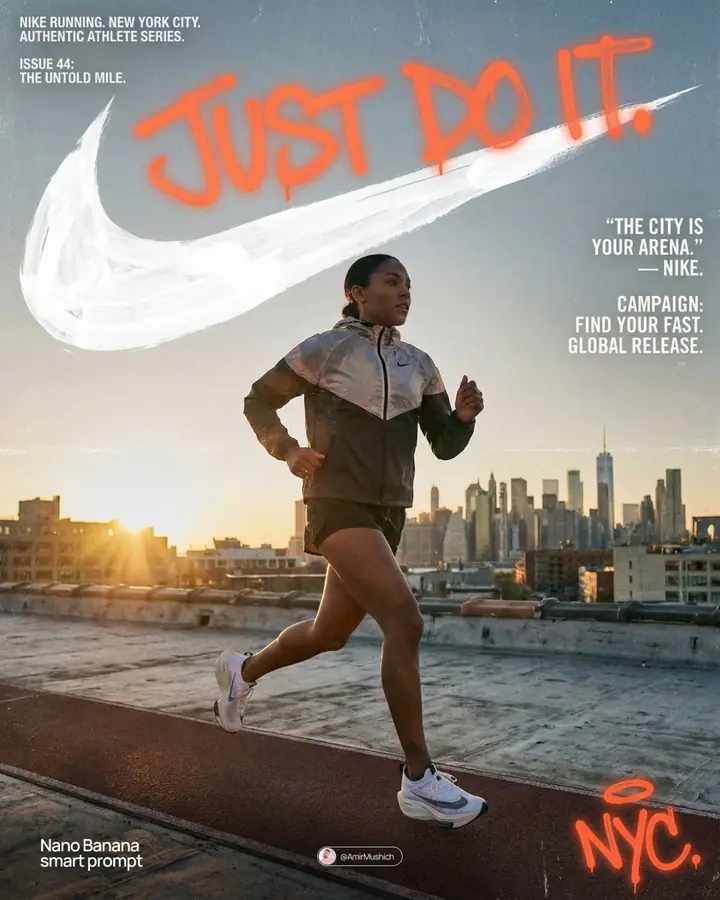 NIKE RUNNING. NEW YORK CITY.
AUTHENTIC ATHLETE SERIES.
ISSUE 44:
THE UNTOLD MILE.
JUST DO IT.
“THE CITY IS
YOUR ARENA.”
— NIKE.
CAMPAIGN:
FIND YOUR FAST.
GLOBAL RELEASE.
NYC.
Nano Banana
smart prompt
@AmirMushich